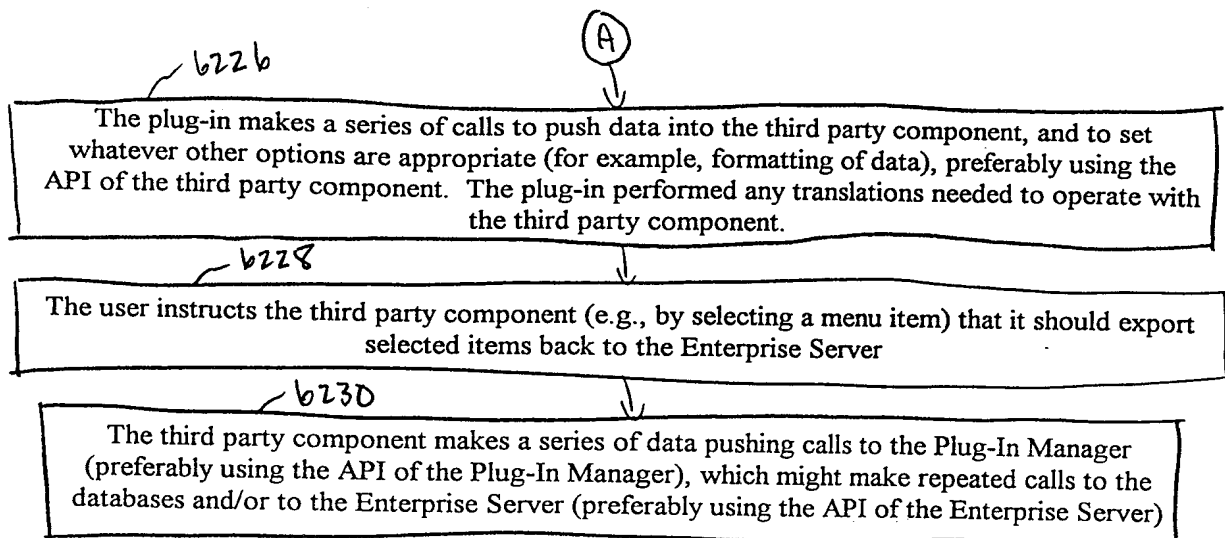 A
6226
The plug-in makes a series of calls to push data into the third party component, and to set
whatever other options are appropriate (for example, formatting of data), preferably using the
API of the third party component. The plug-in performed any translations needed to operate with
the third party component.
6228
The user instructs the third party component (e.g., by selecting a menu item) that it should export
selected items back to the Enterprise Server
6230
The third party component makes a series of data pushing calls to the Plug-In Manager
(preferably using the API of the Plug-In Manager), which might make repeated calls to the
databases and/or to the Enterprise Server (preferably using the API of the Enterprise Server)